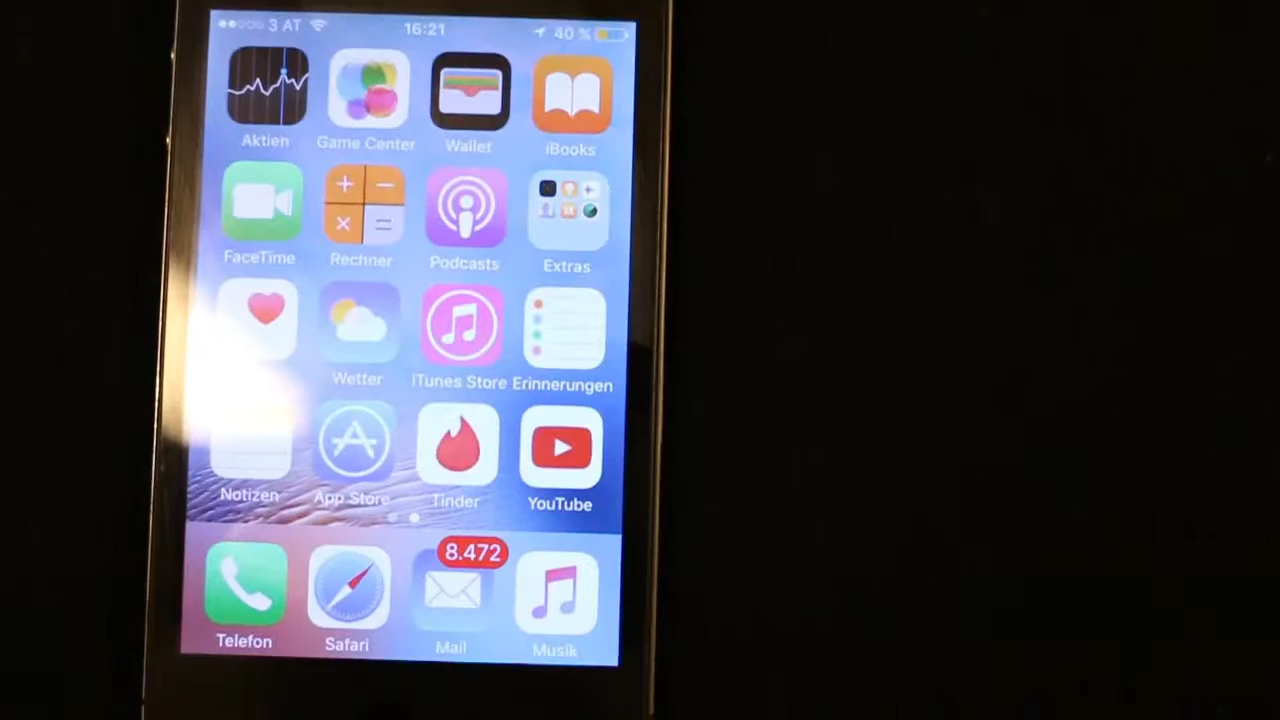 3 AT 16:21 40 %
Aktien Game Center Wallet iBooks
FaceTime Rechner Podcasts Extras
Wetter iTunes Store Erinnerungen
Notizen App Store Tinder YouTube
8.472
Telefon Safari Mail Musik